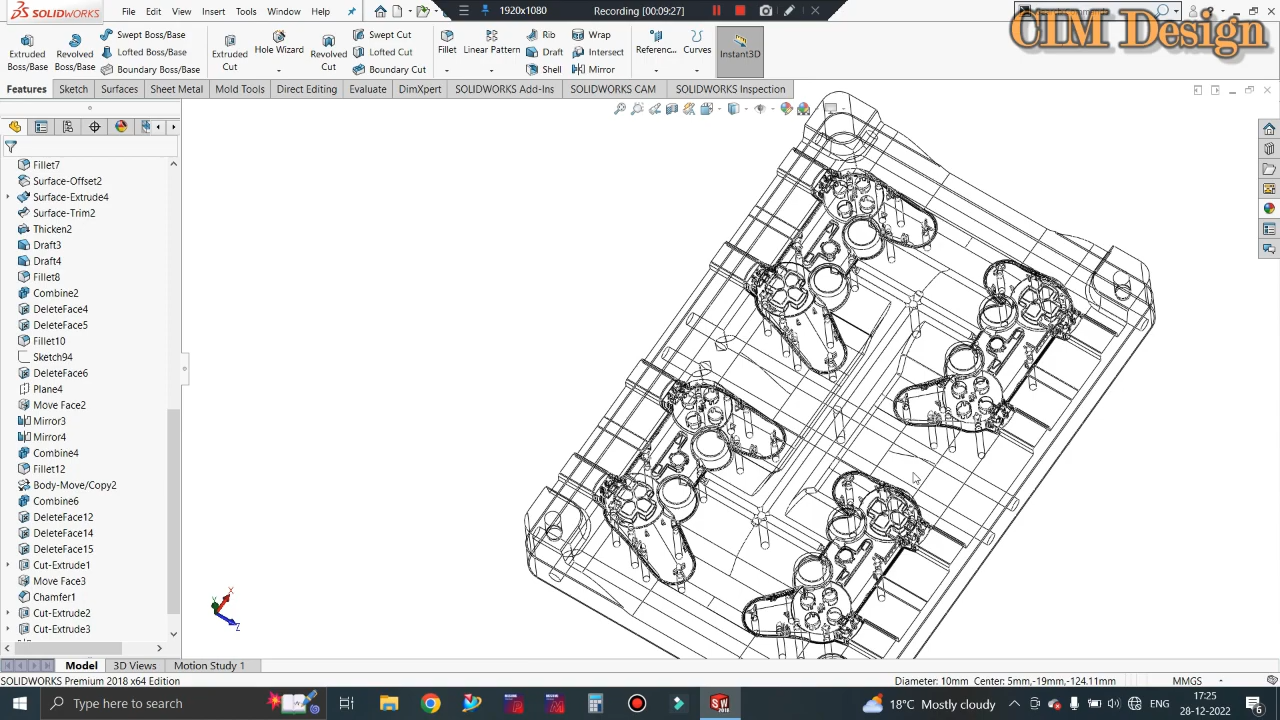 SOLIDWORKS
File Edit View Insert Tools Window Help
1920x1080 Recording [00:09:27]
CIM Design
Extruded Boss/Base
Revolved Boss/Base
Swept Boss/Base
Lofted Boss/Base
Boundary Boss/Base
Extruded Cut
Hole Wizard
Revolved Cut
Swept Cut
Lofted Cut
Boundary Cut
Fillet
Linear Pattern
Rib
Draft
Shell
Wrap
Intersect
Mirror
Referenc...
Curves
Instant3D
Features Sketch Surfaces Sheet Metal Mold Tools Direct Editing Evaluate DimXpert SOLIDWORKS Add-Ins SOLIDWORKS CAM SOLIDWORKS Inspection
Fillet7
Surface-Offset2
Surface-Extrude4
Surface-Trim2
Thicken2
Draft3
Draft4
Fillet8
Combine2
DeleteFace4
DeleteFace5
Fillet10
Sketch94
DeleteFace6
Plane4
Move Face2
Mirror3
Mirror4
Combine4
Fillet12
Body-Move/Copy2
Combine6
DeleteFace12
DeleteFace14
DeleteFace15
Cut-Extrude1
Move Face3
Chamfer1
Cut-Extrude2
Cut-Extrude3
X
Y
Z
Model 3D Views Motion Study 1
SOLIDWORKS Premium 2018 x64 Edition Diameter: 10mm Center: 5mm,-19mm,-124.11mm MMGS
Type here to search
SW 2018
18°C Mostly cloudy
17:25
28-12-2022
6